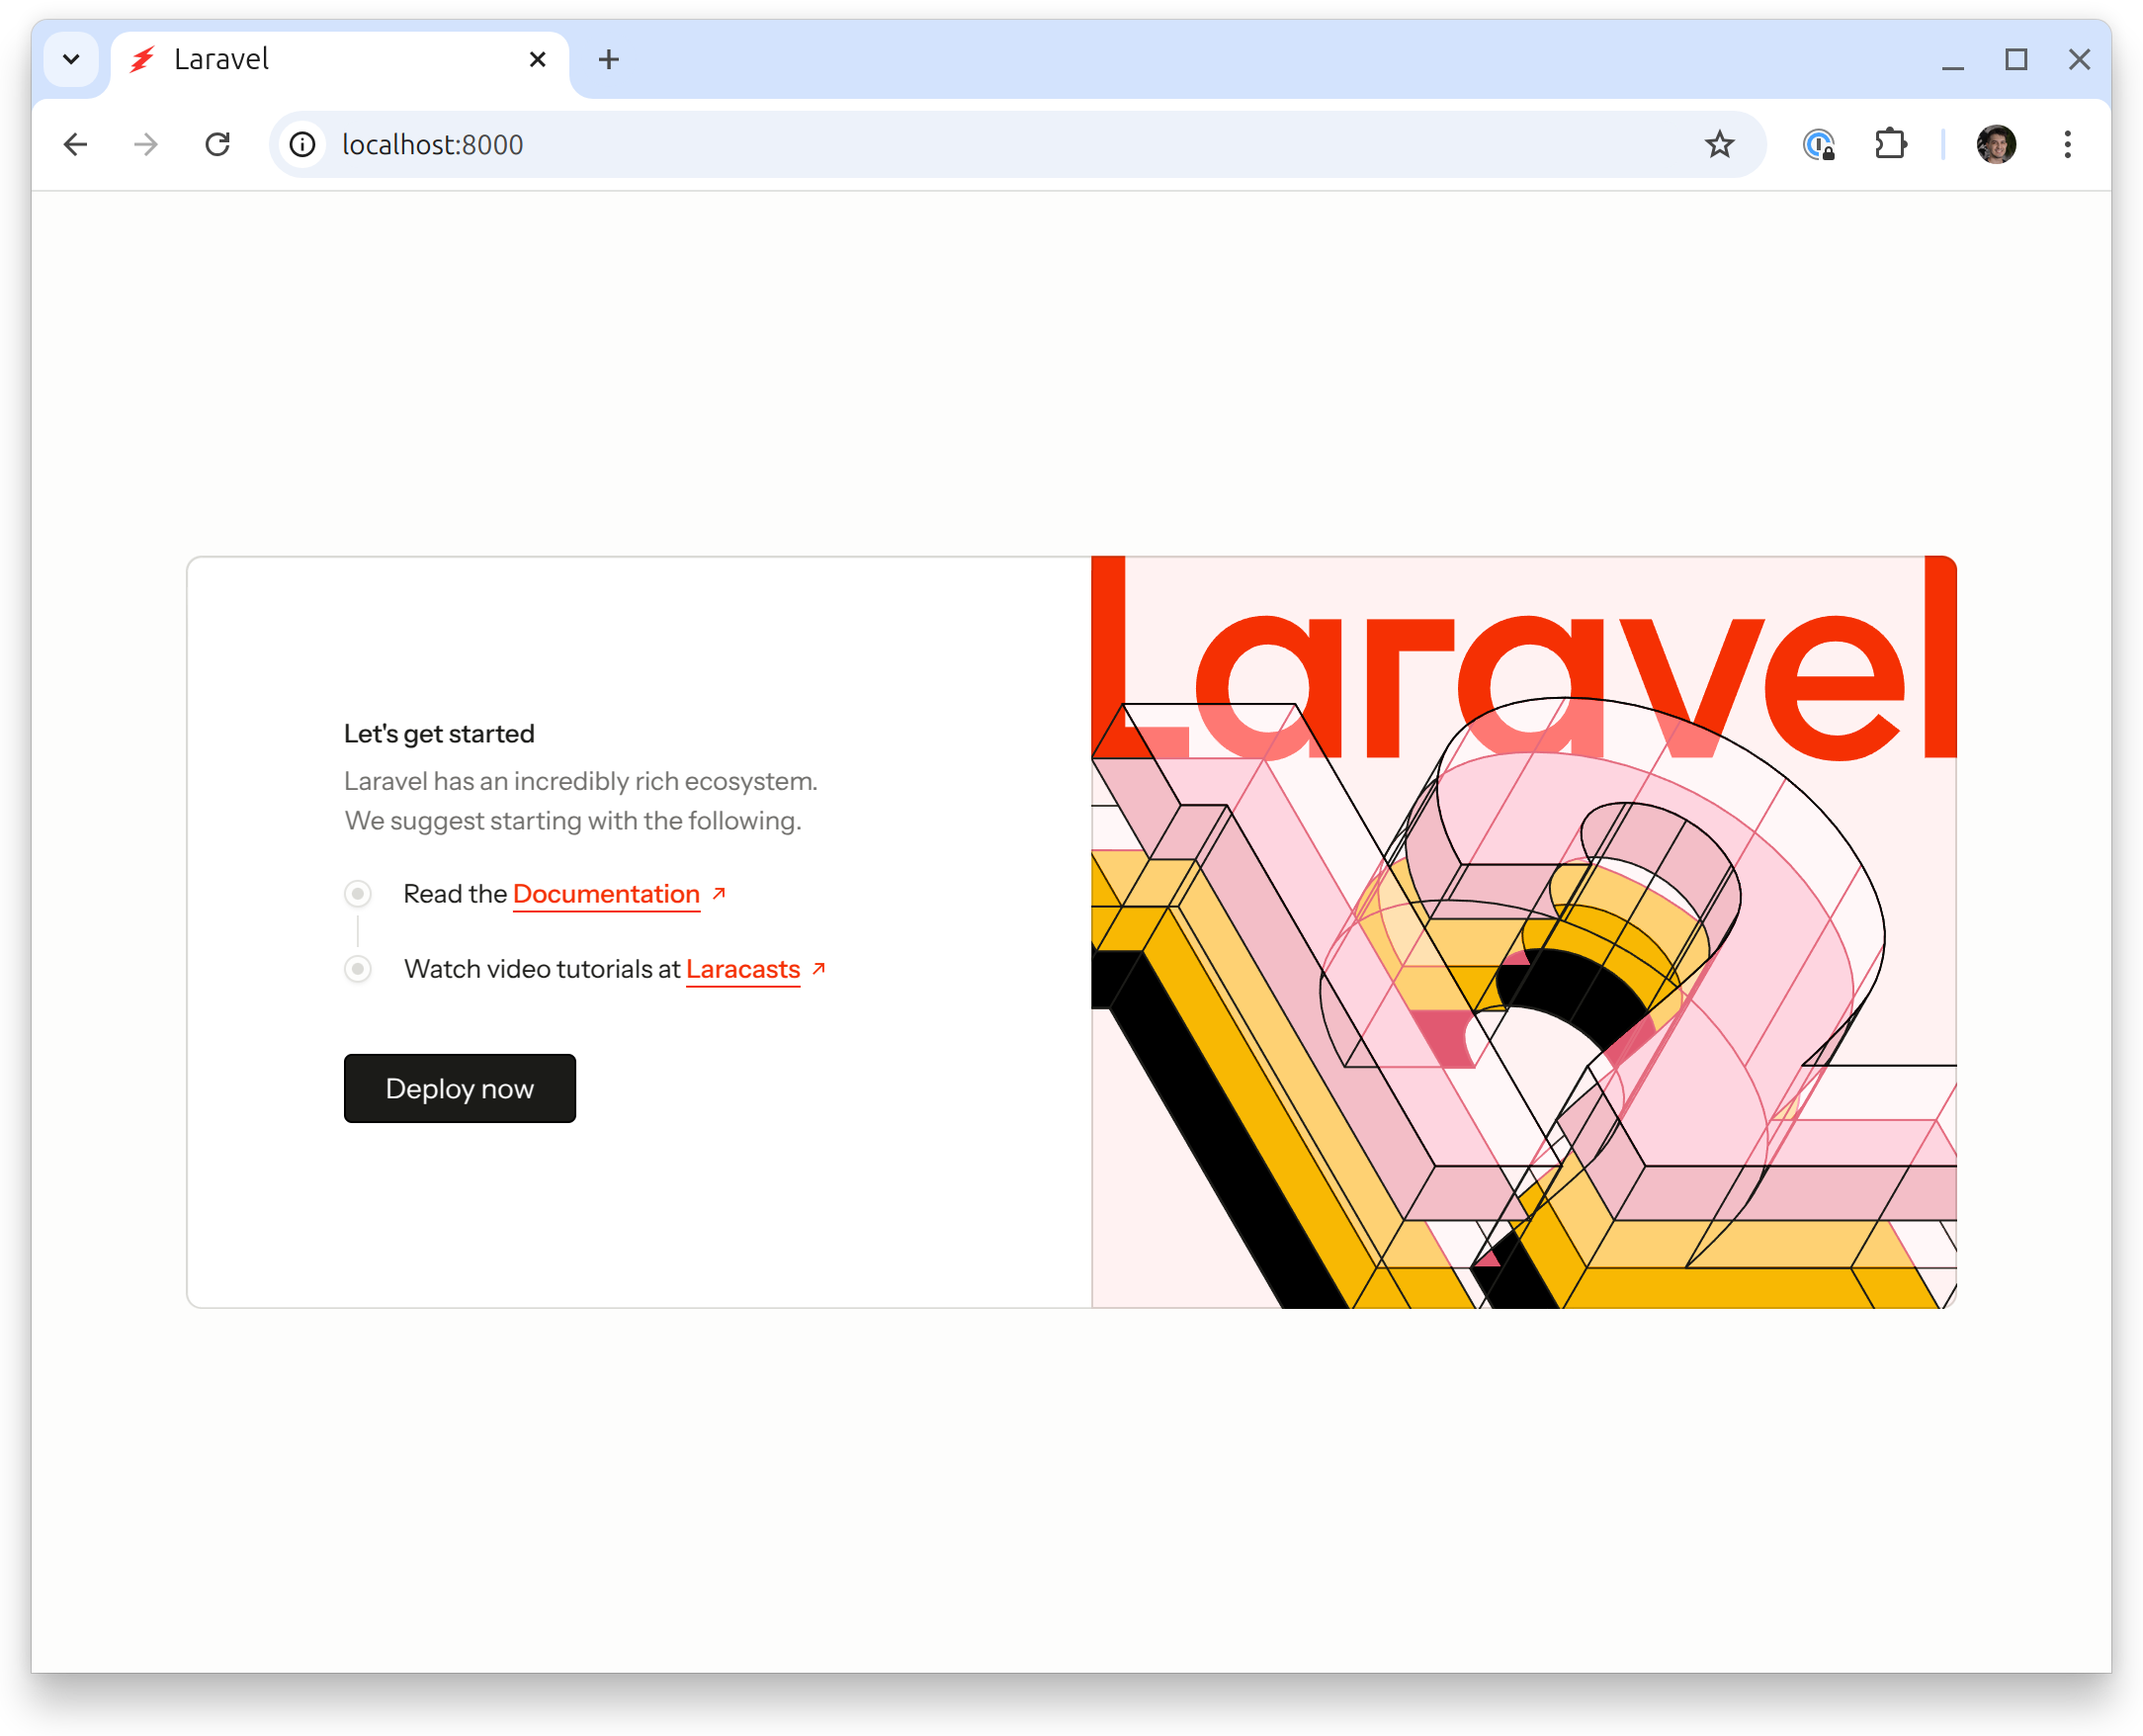 Laravel
localhost:8000
Let's get started
Laravel has an incredibly rich ecosystem.
We suggest starting with the following.
Read the Documentation
Watch video tutorials at Laracasts
Deploy now
Laravel